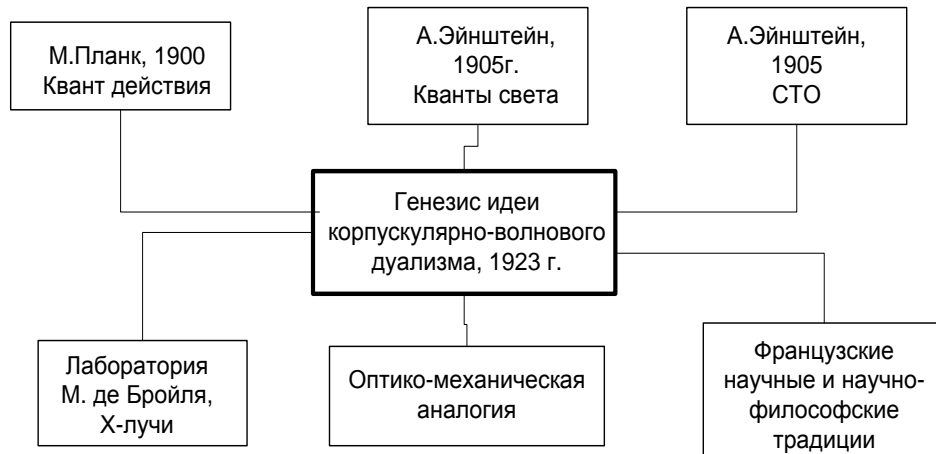 М.Планк, 1900
Квант действия
А.Эйнштейн,
1905г.
Кванты света
А.Эйнштейн,
1905
СТО
Генезис идеи
корпускулярно-волнового
дуализма, 1923 г.
Лаборатория
М. де Бройля,
Х-лучи
Оптико-механическая
аналогия
Французские
научные и научно-
философские
традиции